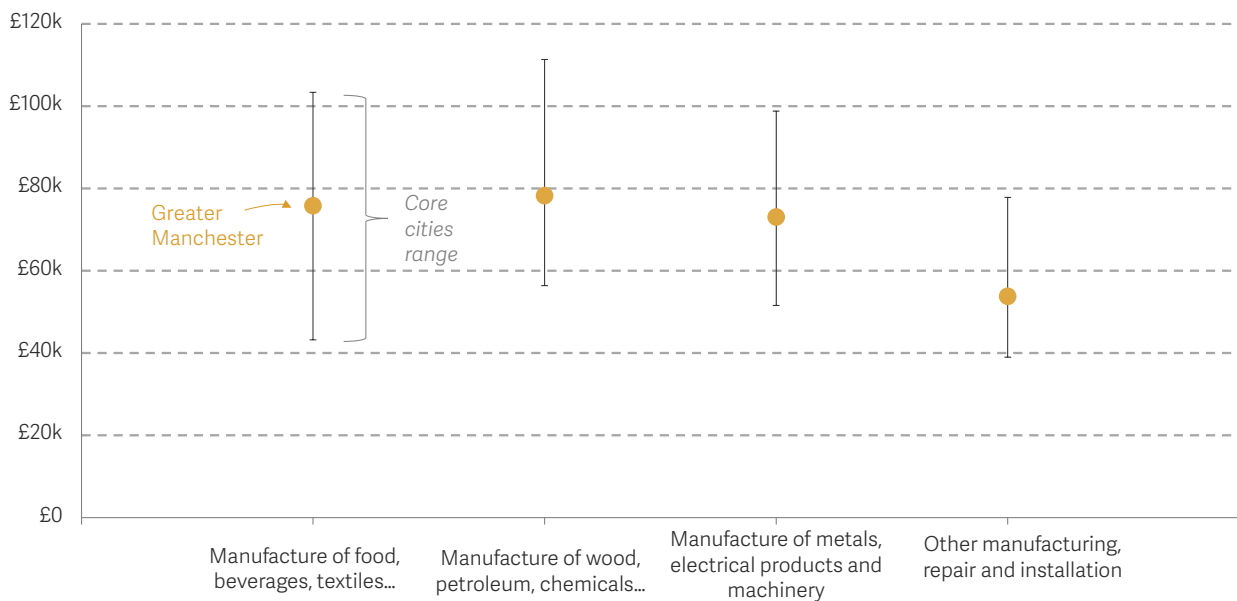 £120k
£100k
£80k
£60k
£40k
£20k
£0
Greater
Manchester
Core
cities
range
Manufacture of food,
beverages, textiles…
Manufacture of wood,
petroleum, chemicals…
Manufacture of metals,
electrical products and
machinery
Other manufacturing,
repair and installation